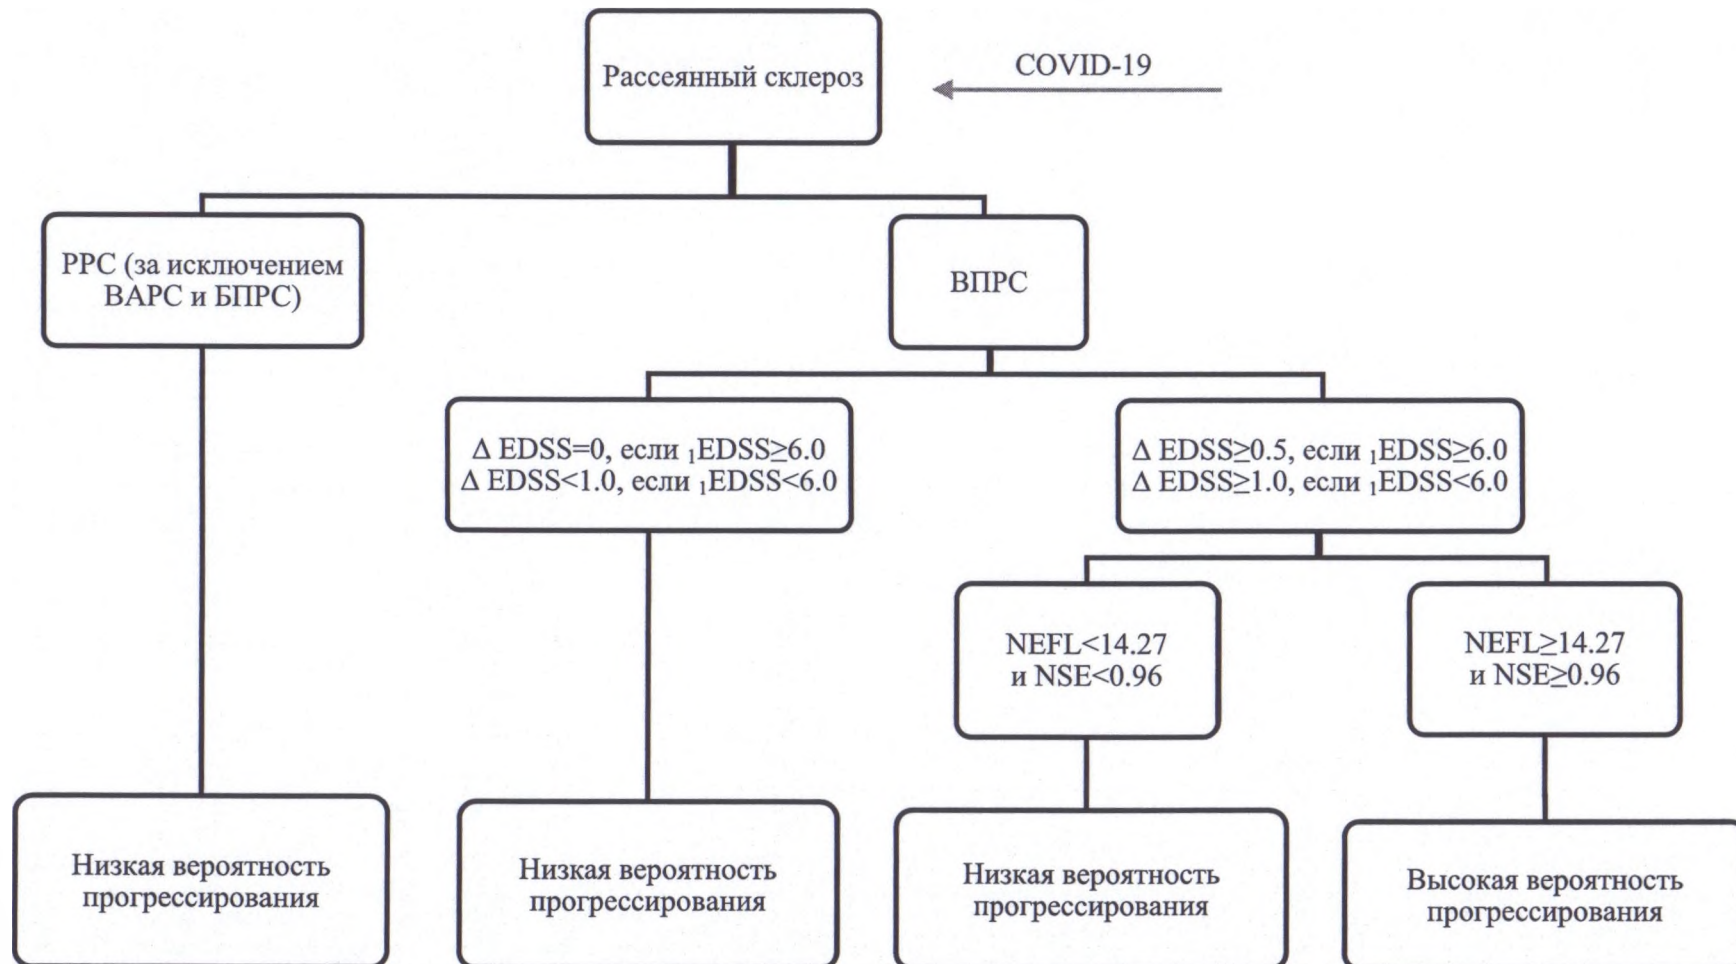 Рассеянный склероз
COVID-19
РРС (за исключением
ВАРС и БПРС)
ВПРС
Δ EDSS=0, если ₁EDSS≥6.0
Δ EDSS<1.0, если ₁EDSS<6.0
Δ EDSS≥0.5, если ₁EDSS≥6.0
Δ EDSS≥1.0, если ₁EDSS<6.0
NEFL<14.27
и NSE<0.96
NEFL≥14.27
и NSE≥0.96
Низкая вероятность
прогрессирования
Низкая вероятность
прогрессирования
Низкая вероятность
прогрессирования
Высокая вероятность
прогрессирования